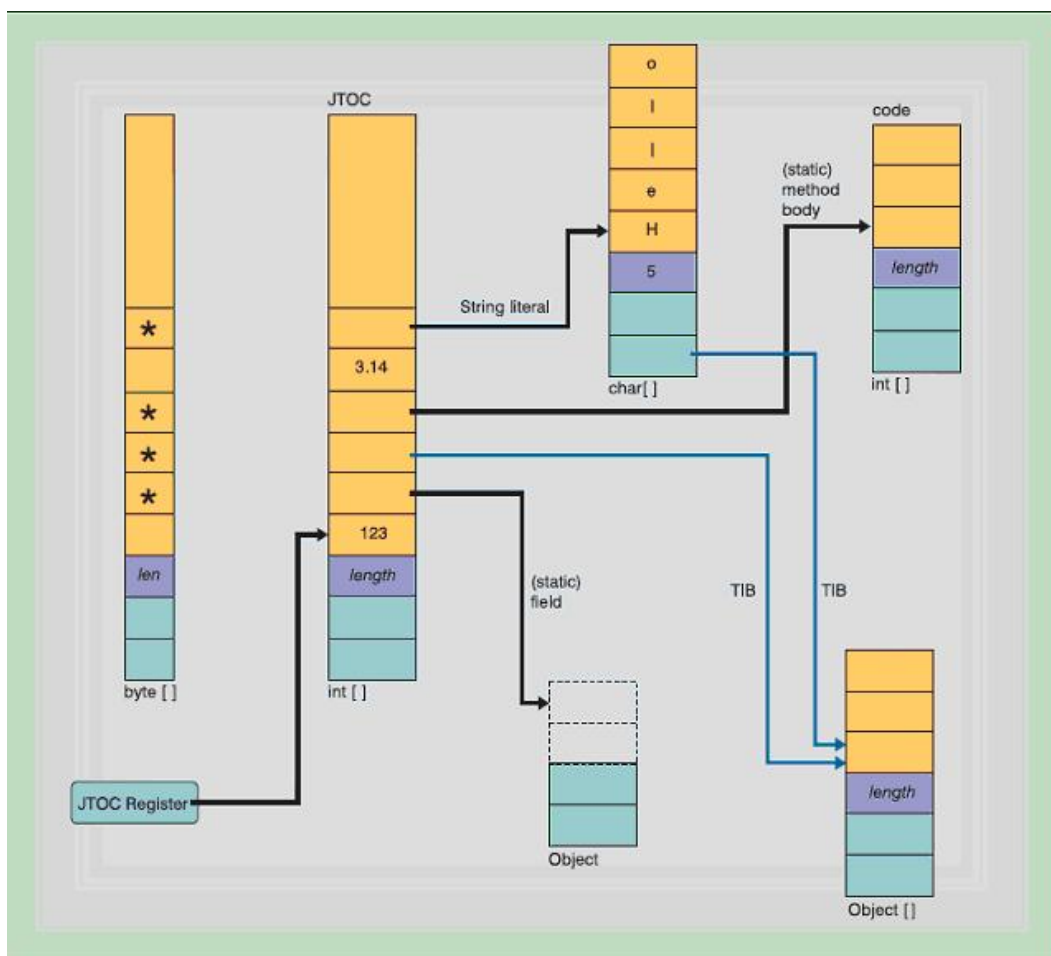 JTOC
o
l
l
e
H
5
char[ ]
code
length
int [ ]
(static)
method
body
String literal
*
*
*
*
len
byte [ ]
3.14
123
length
int [ ]
(static)
field
TIB
TIB
JTOC Register
Object
length
Object [ ]